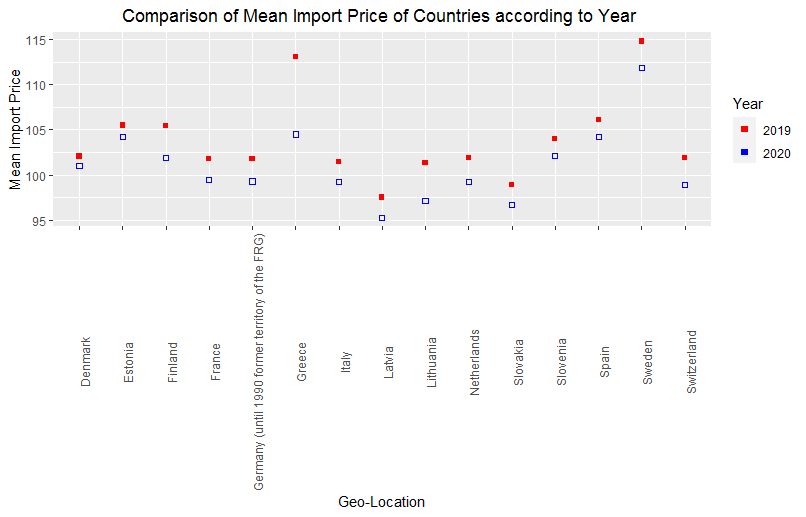 Comparison of Mean Import Price of Countries according to Year
Mean Import Price
115
110
105
100
95
Year
2019
2020
Denmark
Estonia
Finland
France
Germany (until 1990 former territory of the FRG)
Greece
Italy
Latvia
Lithuania
Netherlands
Slovakia
Slovenia
Spain
Sweden
Switzerland
Geo-Location